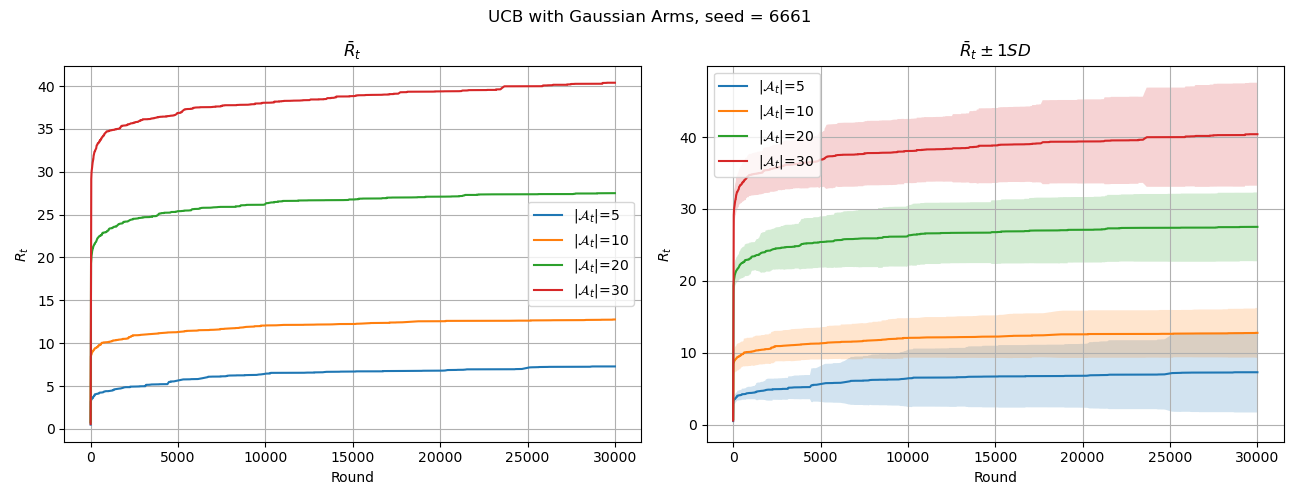 UCB with Gaussian Arms, seed = 6661
R̄ₜ
40
35
30
25
20
15
10
5
0
Rₜ
|𝒜ₜ|=5
|𝒜ₜ|=10
|𝒜ₜ|=20
|𝒜ₜ|=30
0 5000 10000 15000 20000 25000 30000
Round
R̄ₜ ± 1SD
40
30
20
10
0
Rₜ
|𝒜ₜ|=5
|𝒜ₜ|=10
|𝒜ₜ|=20
|𝒜ₜ|=30
0 5000 10000 15000 20000 25000 30000
Round